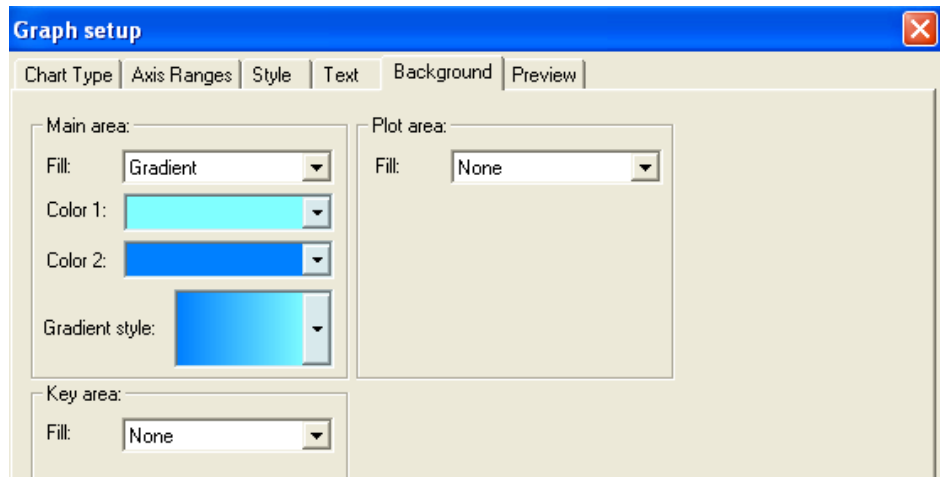 Graph setup
Chart Type Axis Ranges Style Text Background Preview
Main area:
Fill: Gradient
Color 1:
Color 2:
Gradient style:
Plot area:
Fill: None
Key area:
Fill: None